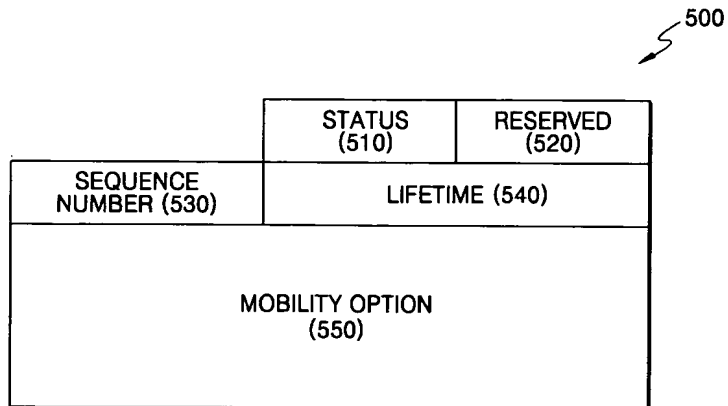 500
STATUS
(510)
RESERVED
(520)
SEQUENCE
NUMBER (530)
LIFETIME (540)
MOBILITY OPTION
(550)